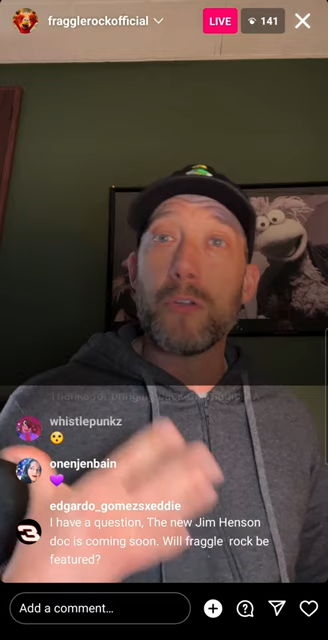 fragglerockofficial
LIVE
141
whistlepunkz
😮
onenjenbain
💜
edgardo_gomezsxeddie
I have a question, The new Jim Henson
doc is coming soon. Will fraggle rock be
featured?
Add a comment…